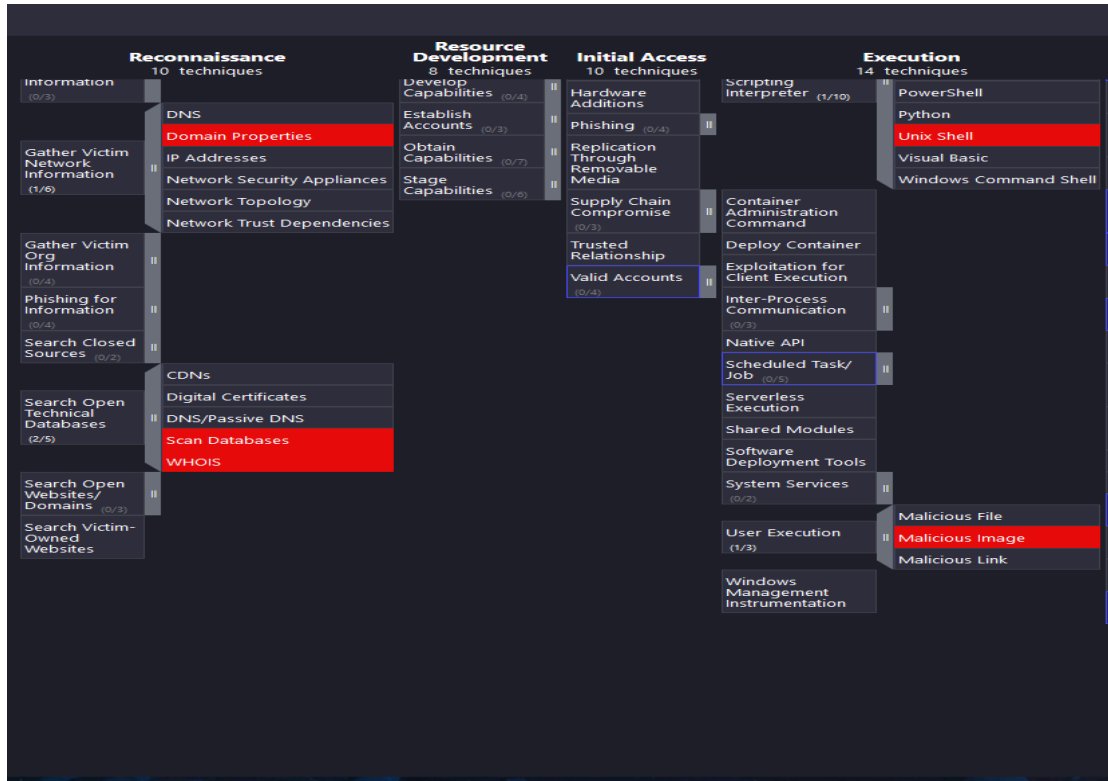 Reconnaissance
10 techniques
Information
(0/3)
Gather Victim
Network
Information
(1/6)
DNS
Domain Properties
IP Addresses
Network Security Appliances
Network Topology
Network Trust Dependencies
Gather Victim
Org
Information
(0/4)
Phishing for
Information
(0/4)
Search Closed
Sources (0/2)
Search Open
Technical
Databases
(2/5)
CDNs
Digital Certificates
DNS/Passive DNS
Scan Databases
WHOIS
Search Open
Websites/
Domains (0/3)
Search Victim-
Owned
Websites
Resource
Development
8 techniques
Develop
Capabilities (0/4)
Establish
Accounts (0/3)
Obtain
Capabilities (0/7)
Stage
Capabilities (0/6)
Initial Access
10 techniques
Hardware
Additions
Phishing (0/4)
Replication
Through
Removable
Media
Supply Chain
Compromise
(0/3)
Trusted
Relationship
Valid Accounts
(0/4)
Execution
14 techniques
Scripting
Interpreter (1/10)
PowerShell
Python
Unix Shell
Visual Basic
Windows Command Shell
Container
Administration
Command
Deploy Container
Exploitation for
Client Execution
Inter-Process
Communication
(0/3)
Native API
Scheduled Task/
Job (0/5)
Serverless
Execution
Shared Modules
Software
Deployment Tools
System Services
(0/2)
User Execution
(1/3)
Malicious File
Malicious Image
Malicious Link
Windows
Management
Instrumentation